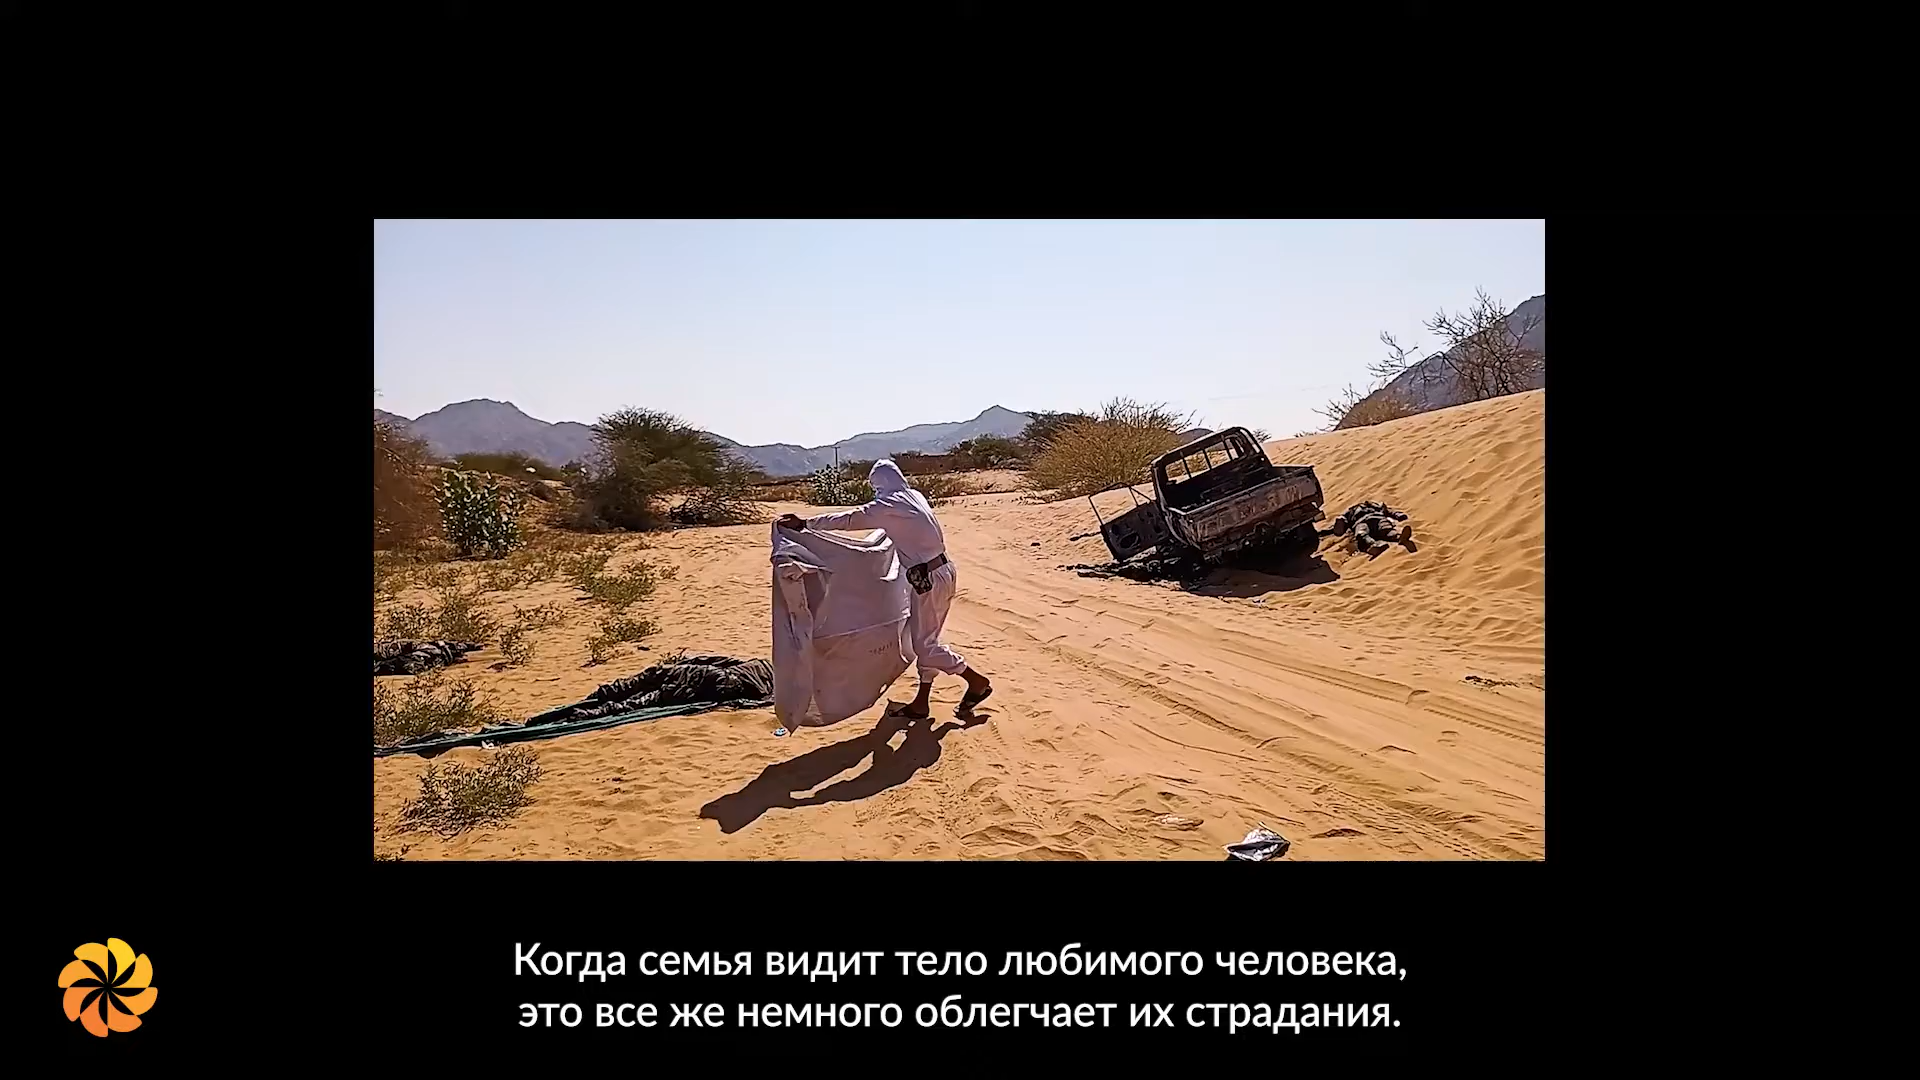 Когда семья видит тело любимого человека,
это все же немного облегчает их страдания.